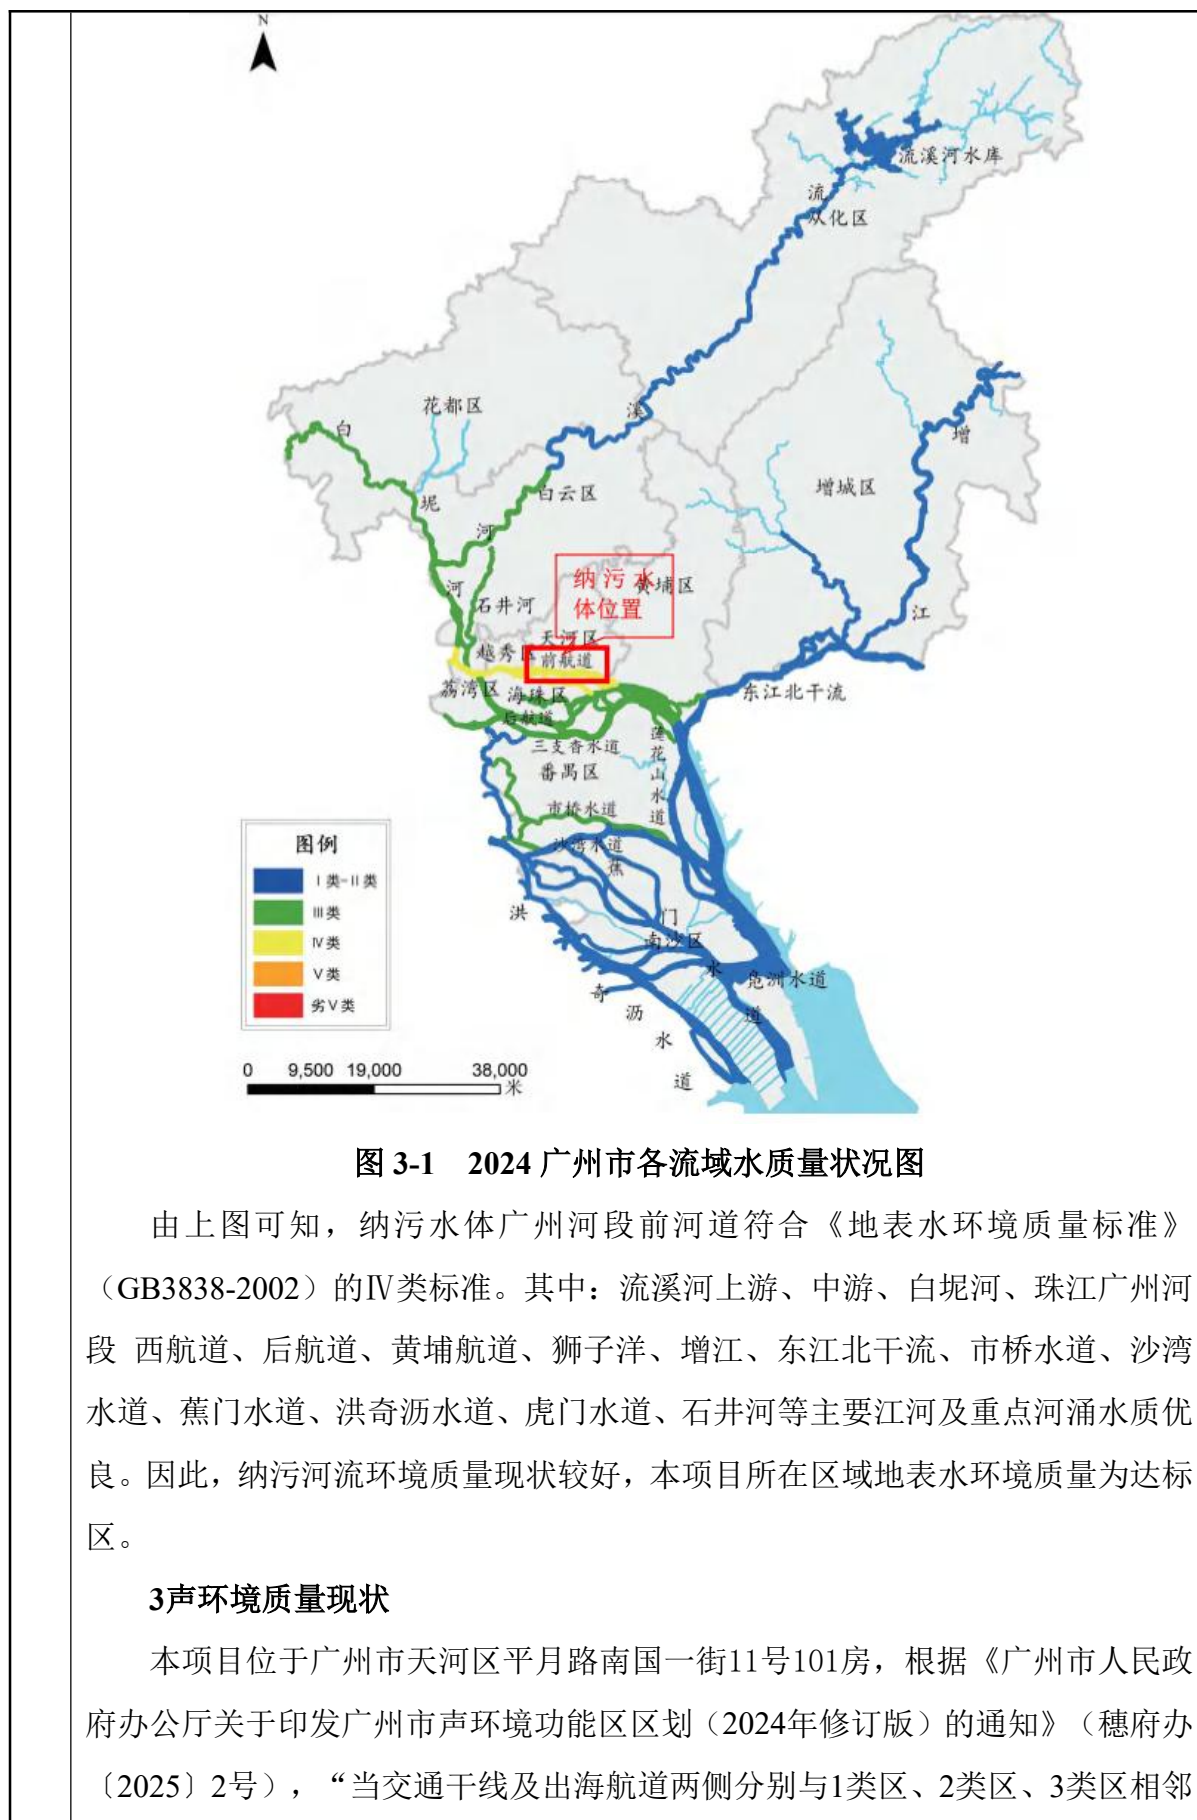 N
流溪河水库
流
从化区
花都区
溪
白
增
增城区
坭
白云区
河
纳污水
体位置
黄埔区
河
石井河
江
天河区
越秀区
前航道
荔湾区
海珠区
东江北干流
后航道
莲花山水道
三支香水道
番禺区
市桥水道
沙湾水道
蕉
图例
I类-II类
III类
IV类
V类
劣V类
洪
门
南沙区
水
凫洲水道
奇
沥
道
水
道
0 9,500 19,000 38,000
米
图 3-1 2024 广州市各流域水质量状况图
由上图可知，纳污水体广州河段前河道符合《地表水环境质量标准》
（GB3838-2002）的Ⅳ类标准。其中：流溪河上游、中游、白坭河、珠江广州河
段 西航道、后航道、黄埔航道、狮子洋、增江、东江北干流、市桥水道、沙湾
水道、蕉门水道、洪奇沥水道、虎门水道、石井河等主要江河及重点河涌水质优
良。因此，纳污河流环境质量现状较好，本项目所在区域地表水环境质量为达标
区。
3声环境质量现状
本项目位于广州市天河区平月路南国一街11号101房，根据《广州市人民政
府办公厅关于印发广州市声环境功能区区划（2024年修订版）的通知》（穗府办
〔2025〕2号），“当交通干线及出海航道两侧分别与1类区、2类区、3类区相邻